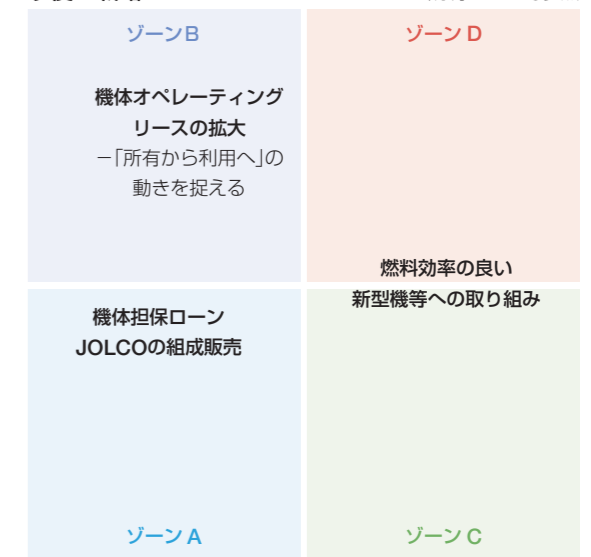 ゾーンB
機体オペレーティング
リースの拡大
－「所有から利用へ」の
動きを捉える
ゾーン D
燃料効率の良い
新型機等への取り組み
機体担保ローン
JOLCOの組成販売
ゾーン A
ゾーン C